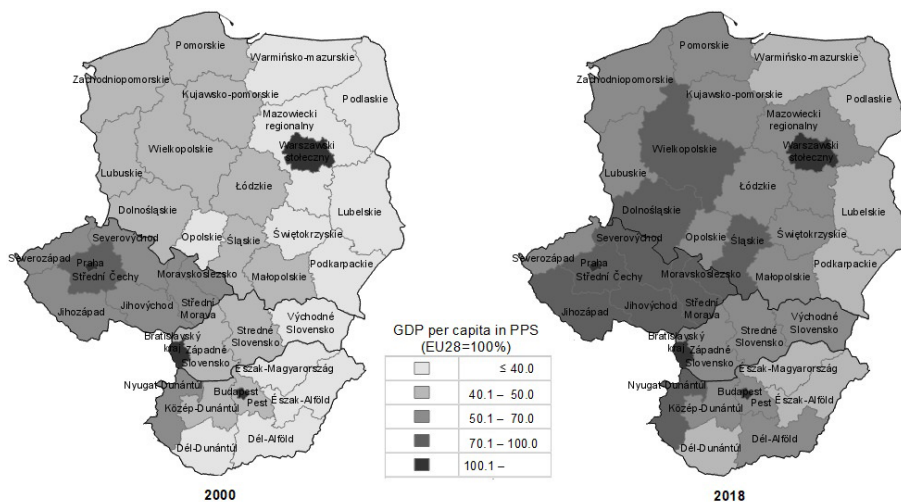 Pomorskie
Warmińsko-mazurskie
Zachodniopomorskie
Kujawsko-pomorskie
Podlaskie
Mazowiecki
regionalny
Warszawski
stołeczny
Wielkopolskie
Lubuskie
Łódzkie
Lubelskie
Dolnośląskie
Opolskie
Śląskie
Świętokrzyskie
Severovýchod
Severozápad
Praha
Střední Čechy
Moravskoslezsko
Małopolskie
Podkarpackie
Jihozápad
Jihovýchod
Střední
Morava
Bratislavský
kraj
Západné
Slovensko
Stredné
Slovensko
Východné
Slovensko
Észak-Magyarország
Nyugat-Dunántúl
Budapest
Pest
Közép-Dunántúl
Észak-Alföld
Dél-Dunántúl
Dél-Alföld
2000
GDP per capita in PPS
(EU28=100%)
≤ 40.0
40.1 – 50.0
50.1 – 70.0
70.1 – 100.0
100.1 –
Pomorskie
Warmińsko-mazurskie
Zachodniopomorskie
Kujawsko-pomorskie
Podlaskie
Mazowiecki
regionalny
Warszawski
stołeczny
Wielkopolskie
Lubuskie
Łódzkie
Lubelskie
Dolnośląskie
Opolskie
Śląskie
Świętokrzyskie
Severovýchod
Severozápad
Praha
Střední Čechy
Moravskoslezsko
Małopolskie
Podkarpackie
Jihozápad
Jihovýchod
Střední
Morava
Bratislavský
kraj
Západné
Slovensko
Stredné
Slovensko
Východné
Slovensko
Észak-Magyarország
Nyugat-Dunántúl
Budapest
Pest
Közép-Dunántúl
Észak-Alföld
Dél-Dunántúl
Dél-Alföld
2018